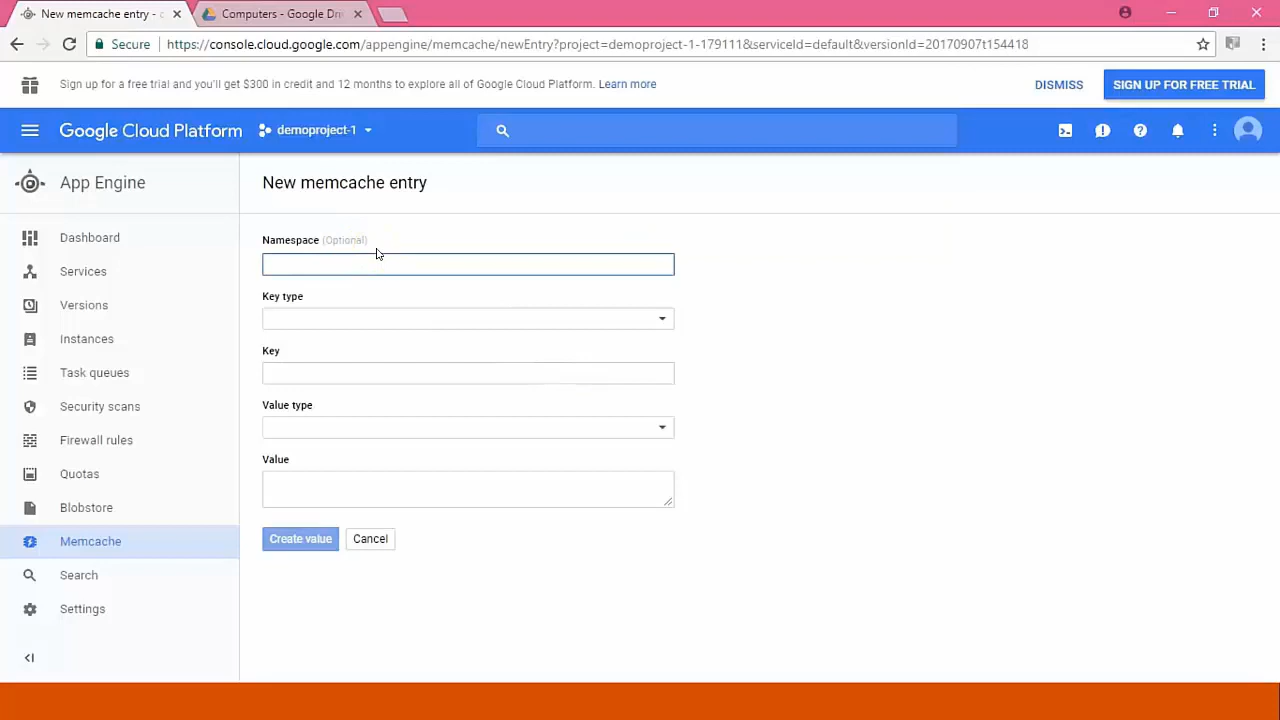 New memcache entry - c
Computers - Google Dri
Secure
https://console.cloud.google.com/appengine/memcache/newEntry?project=demoproject-1-179111&serviceId=default&versionId=20170907t154418
Sign up for a free trial and you'll get $300 in credit and 12 months to explore all of Google Cloud Platform. Learn more
DISMISS
SIGN UP FOR FREE TRIAL
Google Cloud Platform
demoproject-1
App Engine
Dashboard
Services
Versions
Instances
Task queues
Security scans
Firewall rules
Quotas
Blobstore
Memcache
Search
Settings
New memcache entry
Namespace (Optional)
Key type
Key
Value type
Value
Create value
Cancel